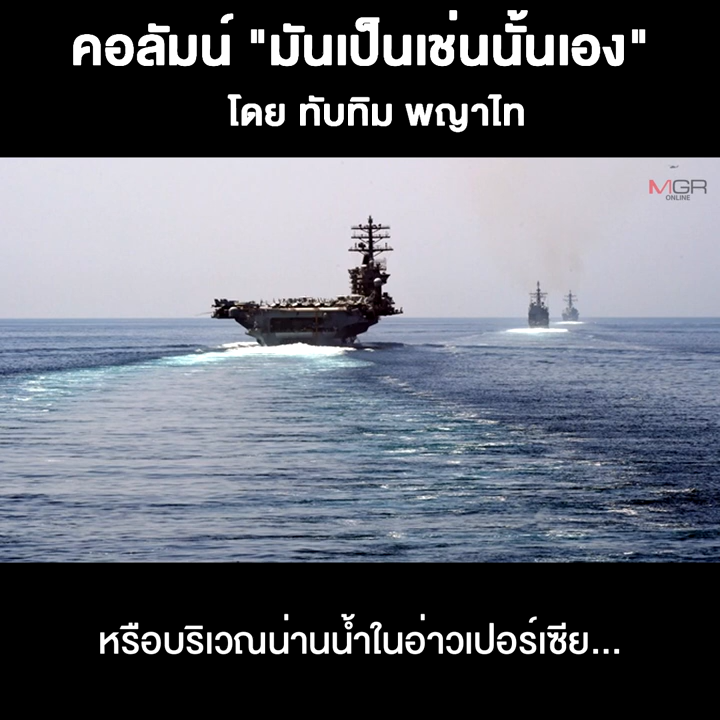 คอลัมน์ "มันเป็นเช่นนั้นเอง"
โดย ทับทิม พญาไท
MGR
ONLINE
หรือบริเวณน่านน้ำในอ่าวเปอร์เซีย...